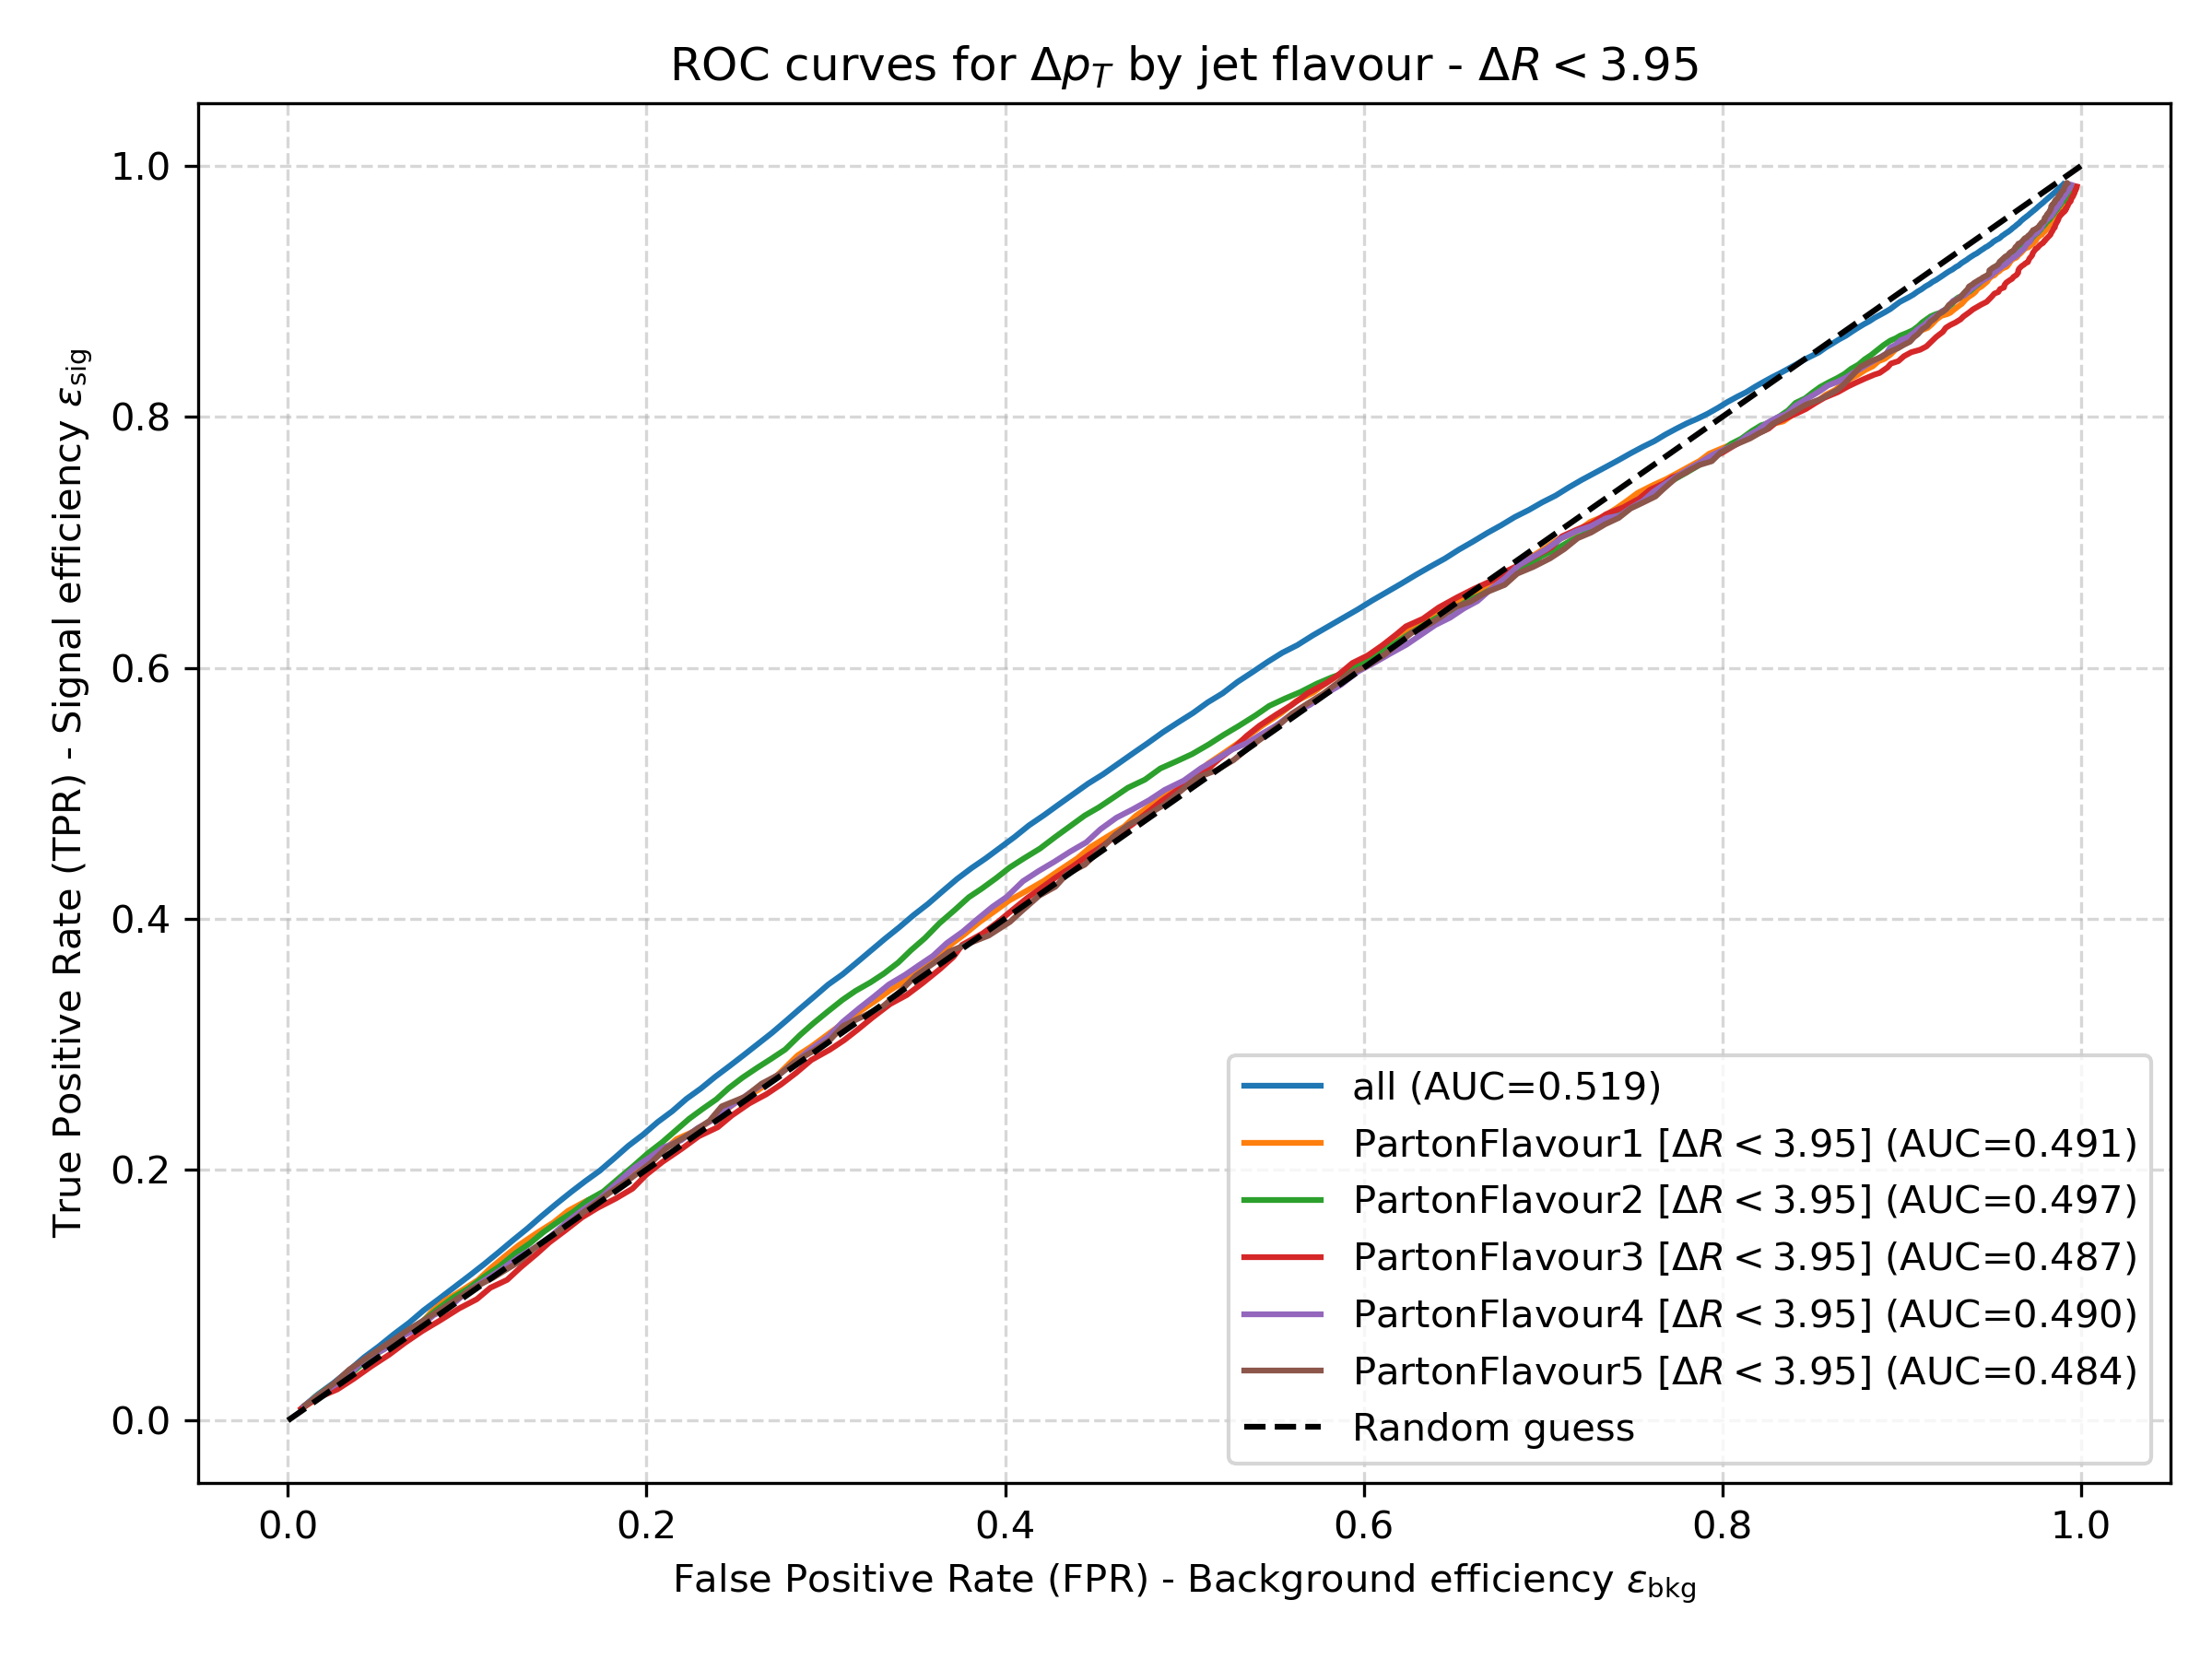 ROC curves for Δp_T by jet flavour - ΔR < 3.95
True Positive Rate (TPR) - Signal efficiency ε_sig
1.0
0.8
0.6
0.4
0.2
0.0
all (AUC=0.519)
PartonFlavour1 [ΔR < 3.95] (AUC=0.491)
PartonFlavour2 [ΔR < 3.95] (AUC=0.497)
PartonFlavour3 [ΔR < 3.95] (AUC=0.487)
PartonFlavour4 [ΔR < 3.95] (AUC=0.490)
PartonFlavour5 [ΔR < 3.95] (AUC=0.484)
Random guess
0.0 0.2 0.4 0.6 0.8 1.0
False Positive Rate (FPR) - Background efficiency ε_bkg